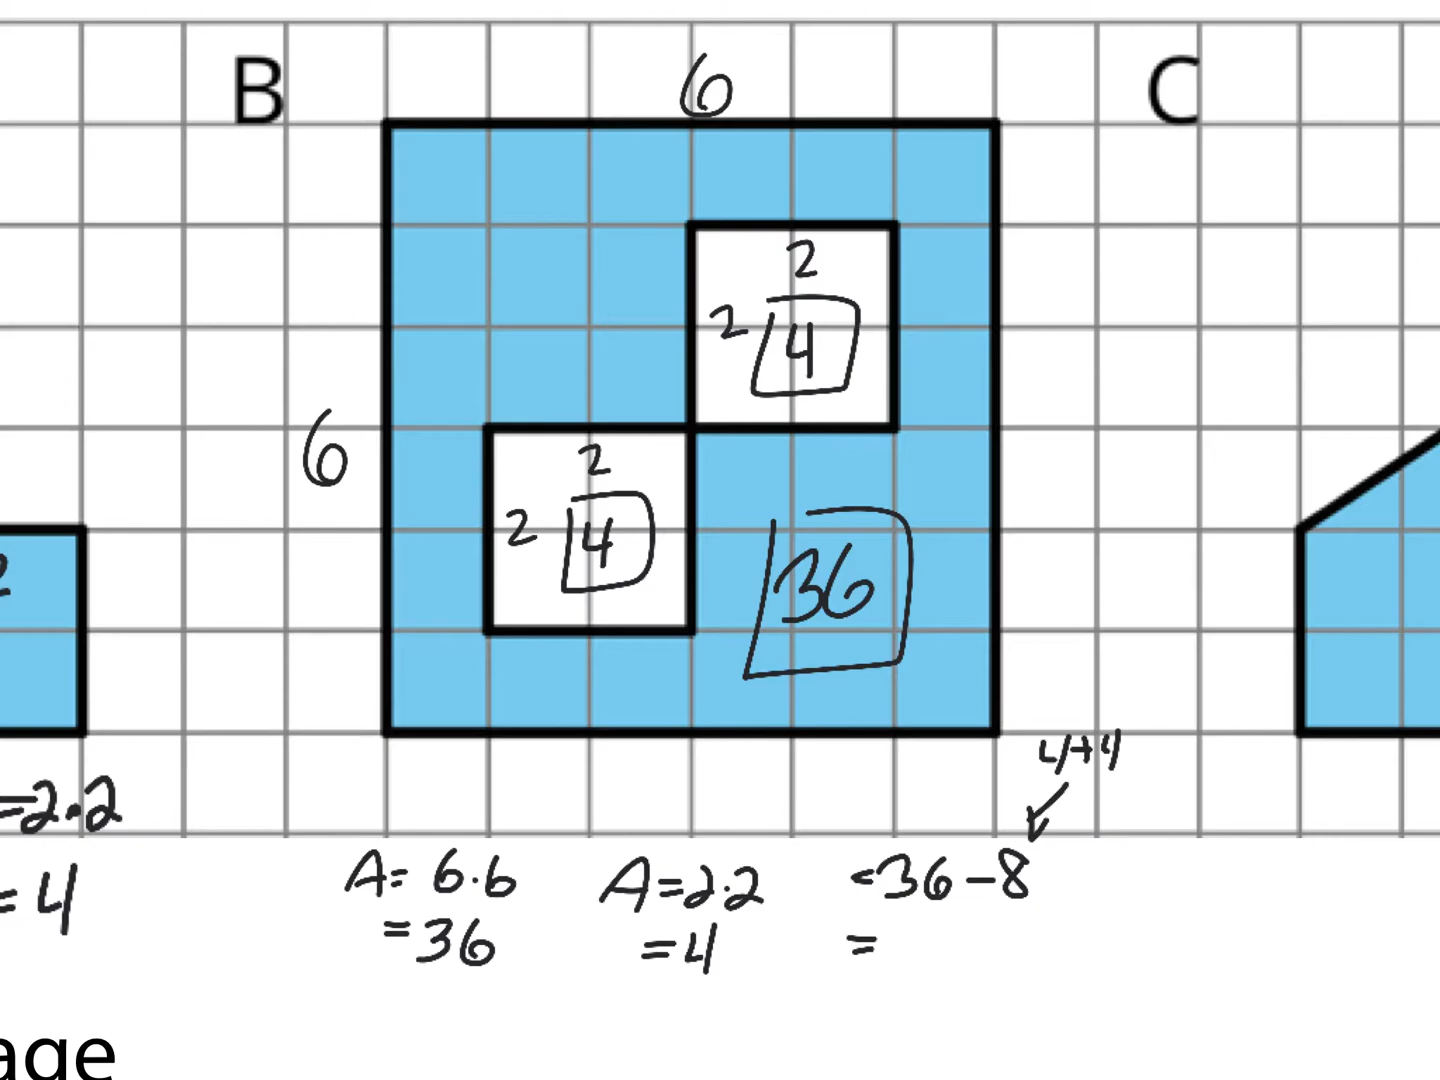 B
C
6
2
2 4
6
2
2 4
36
4+4
=2·2
= 4
A= 6·6
= 36
A=2·2
=4
=36-8
=
age